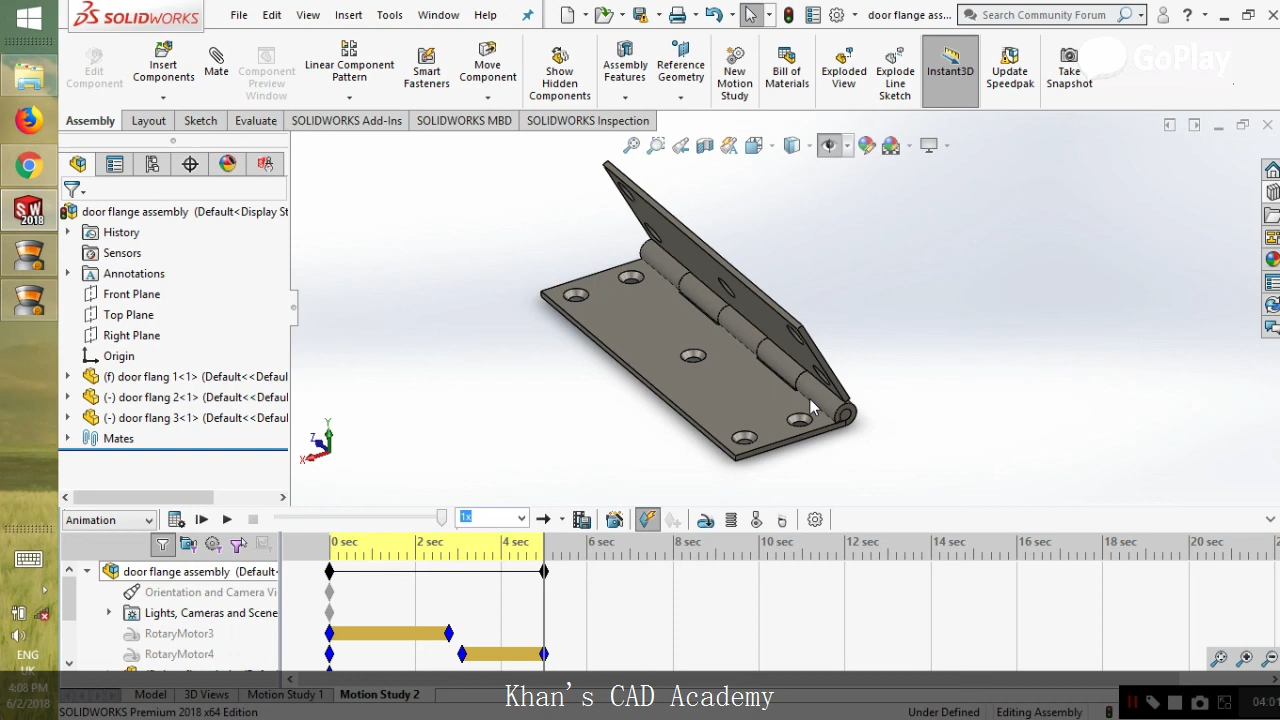 SOLIDWORKS File Edit View Insert Tools Window Help door flange ass... Search Community Forum ?
GoPlay
Edit Component
Insert Components
Mate
Component Preview Window
Linear Component Pattern
Smart Fasteners
Move Component
Show Hidden Components
Assembly Features
Reference Geometry
New Motion Study
Bill of Materials
Exploded View
Explode Line Sketch
Instant3D
Update Speedpak
Take Snapshot
Assembly Layout Sketch Evaluate SOLIDWORKS Add-Ins SOLIDWORKS MBD SOLIDWORKS Inspection
SW 2018
door flange assembly (Default<Display St
History
Sensors
Annotations
Front Plane
Top Plane
Right Plane
Origin
(f) door flang 1<1> (Default<<Defaul
(-) door flang 2<1> (Default<<Defaul
(-) door flang 3<1> (Default<<Defaul
Mates
Y
Z
X
Animation 1x
0 sec 2 sec 4 sec 6 sec 8 sec 10 sec 12 sec 14 sec 16 sec 18 sec 20 sec
door flange assembly (Default<
Orientation and Camera Vi
Lights, Cameras and Scene
RotaryMotor3
RotaryMotor4
ENG
UK
4:08 PM
6/2/2018
Model 3D Views Motion Study 1 Motion Study 2
Khan's CAD Academy
04:01
SOLIDWORKS Premium 2018 x64 Edition Under Defined Editing Assembly